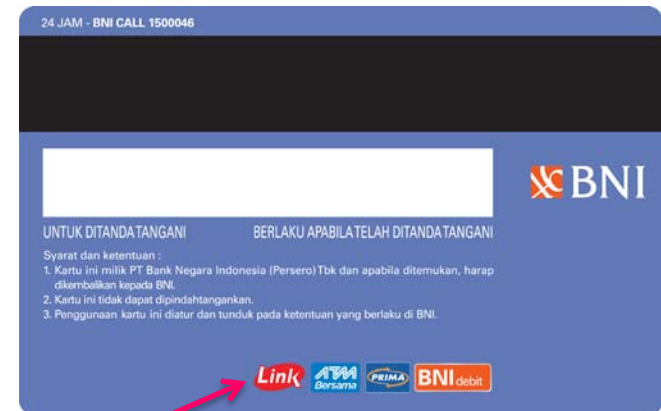 24 JAM - BNI CALL 1500046
BNI
UNTUK DITANDATANGANI BERLAKU APABILA TELAH DITANDATANGANI
Syarat dan ketentuan :
1. Kartu ini milik PT Bank Negara Indonesia (Persero) Tbk dan apabila ditemukan, harap
dikembalikan kepada BNI.
2. Kartu ini tidak dapat dipindahtangankan.
3. Penggunaan kartu ini diatur dan tunduk pada ketentuan yang berlaku di BNI.
Link ATM Bersama PRIMA BNI debit